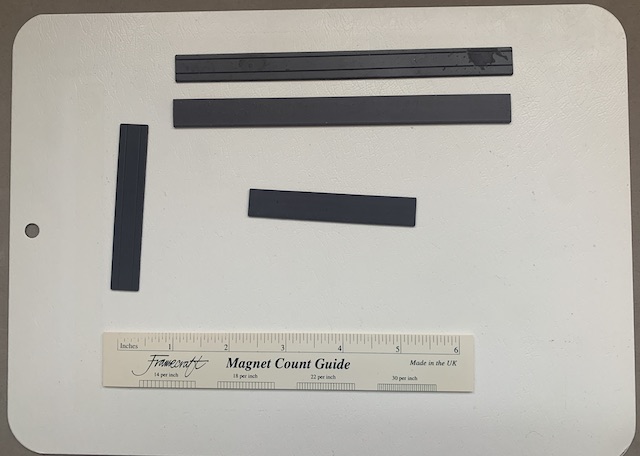 Inches 1 2 3 4 5 6
Framecraft Magnet Count Guide Made in the UK
14 per inch 18 per inch 22 per inch 30 per inch